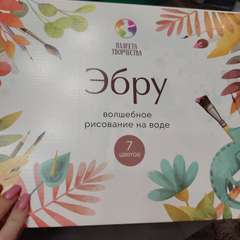 ПАЛИТРА
ТВОРЧЕСТВА
Эбру
волшебное
рисование на воде
7
цветов